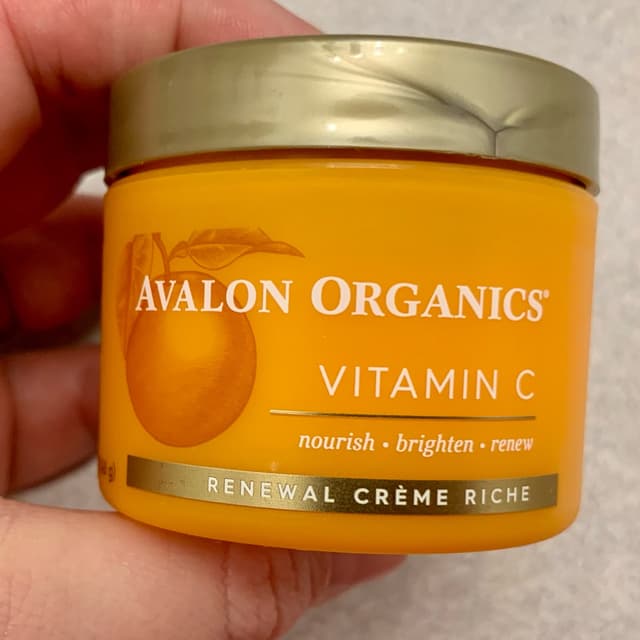 AVALON ORGANICS®
VITAMIN C
nourish • brighten • renew
RENEWAL CRÈME RICHE